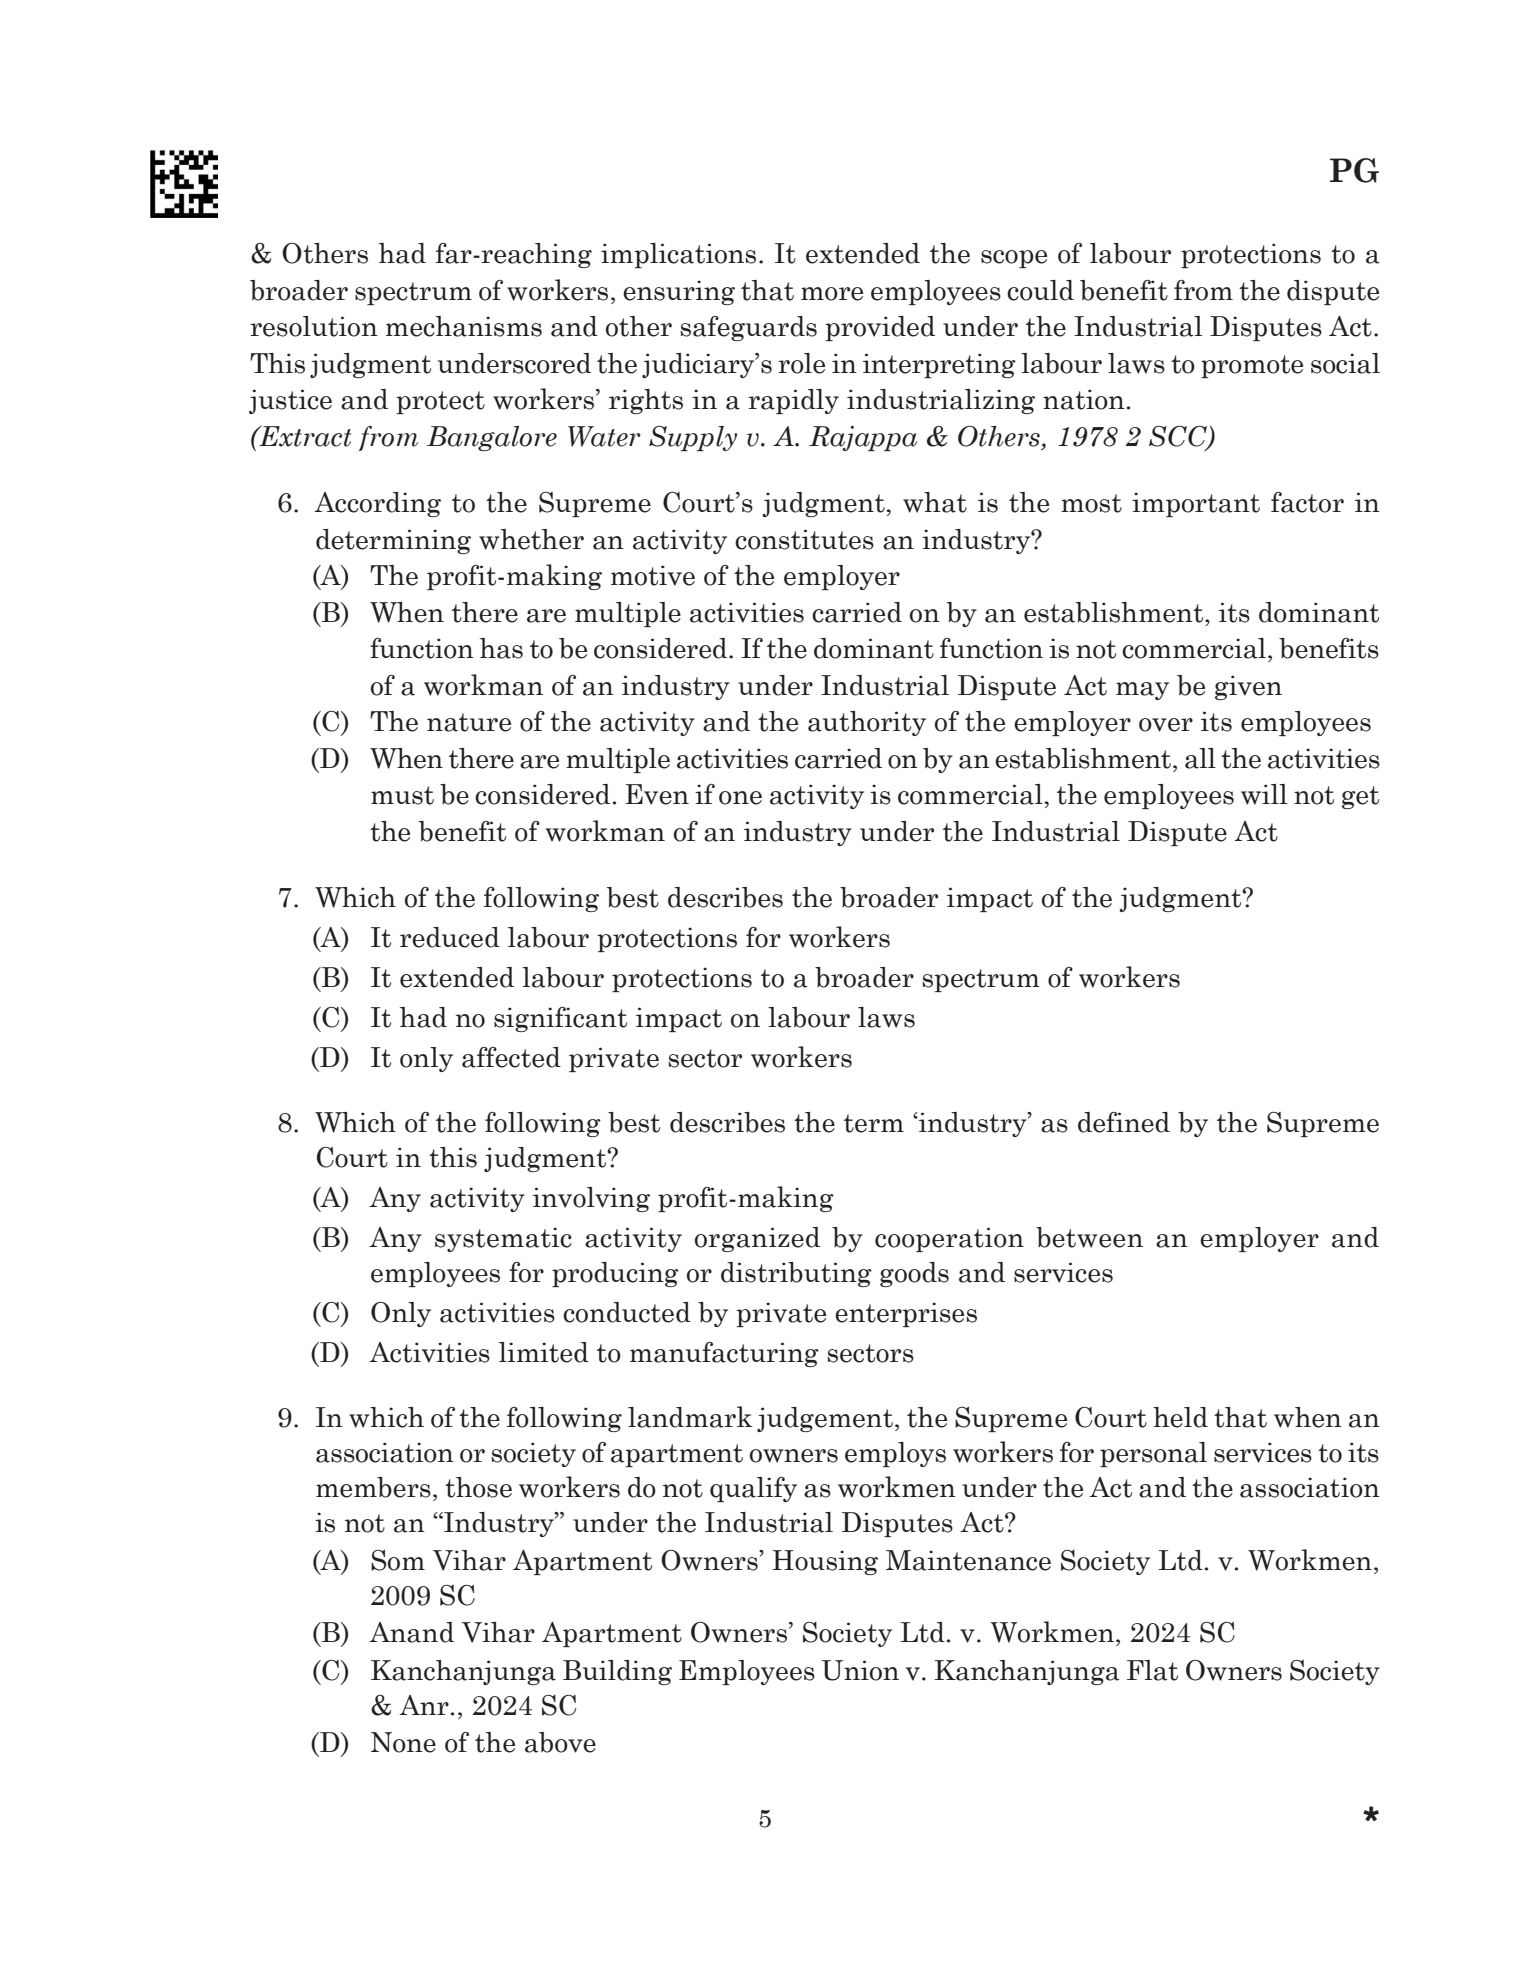 PG
& Others had far-reaching implications. It extended the scope of labour protections to a
broader spectrum of workers, ensuring that more employees could benefit from the dispute
resolution mechanisms and other safeguards provided under the Industrial Disputes Act.
This judgment underscored the judiciary’s role in interpreting labour laws to promote social
justice and protect workers’ rights in a rapidly industrializing nation.
(Extract from Bangalore Water Supply v. A. Rajappa & Others, 1978 2 SCC)
6. According to the Supreme Court’s judgment, what is the most important factor in
determining whether an activity constitutes an industry?
(A) The profit-making motive of the employer
(B) When there are multiple activities carried on by an establishment, its dominant
function has to be considered. If the dominant function is not commercial, benefits
of a workman of an industry under Industrial Dispute Act may be given
(C) The nature of the activity and the authority of the employer over its employees
(D) When there are multiple activities carried on by an establishment, all the activities
must be considered. Even if one activity is commercial, the employees will not get
the benefit of workman of an industry under the Industrial Dispute Act
7. Which of the following best describes the broader impact of the judgment?
(A) It reduced labour protections for workers
(B) It extended labour protections to a broader spectrum of workers
(C) It had no significant impact on labour laws
(D) It only affected private sector workers
8. Which of the following best describes the term ‘industry’ as defined by the Supreme
Court in this judgment?
(A) Any activity involving profit-making
(B) Any systematic activity organized by cooperation between an employer and
employees for producing or distributing goods and services
(C) Only activities conducted by private enterprises
(D) Activities limited to manufacturing sectors
9. In which of the following landmark judgement, the Supreme Court held that when an
association or society of apartment owners employs workers for personal services to its
members, those workers do not qualify as workmen under the Act and the association
is not an “Industry” under the Industrial Disputes Act?
(A) Som Vihar Apartment Owners’ Housing Maintenance Society Ltd. v. Workmen,
2009 SC
(B) Anand Vihar Apartment Owners’ Society Ltd. v. Workmen, 2024 SC
(C) Kanchanjunga Building Employees Union v. Kanchanjunga Flat Owners Society
& Anr., 2024 SC
(D) None of the above
5 *